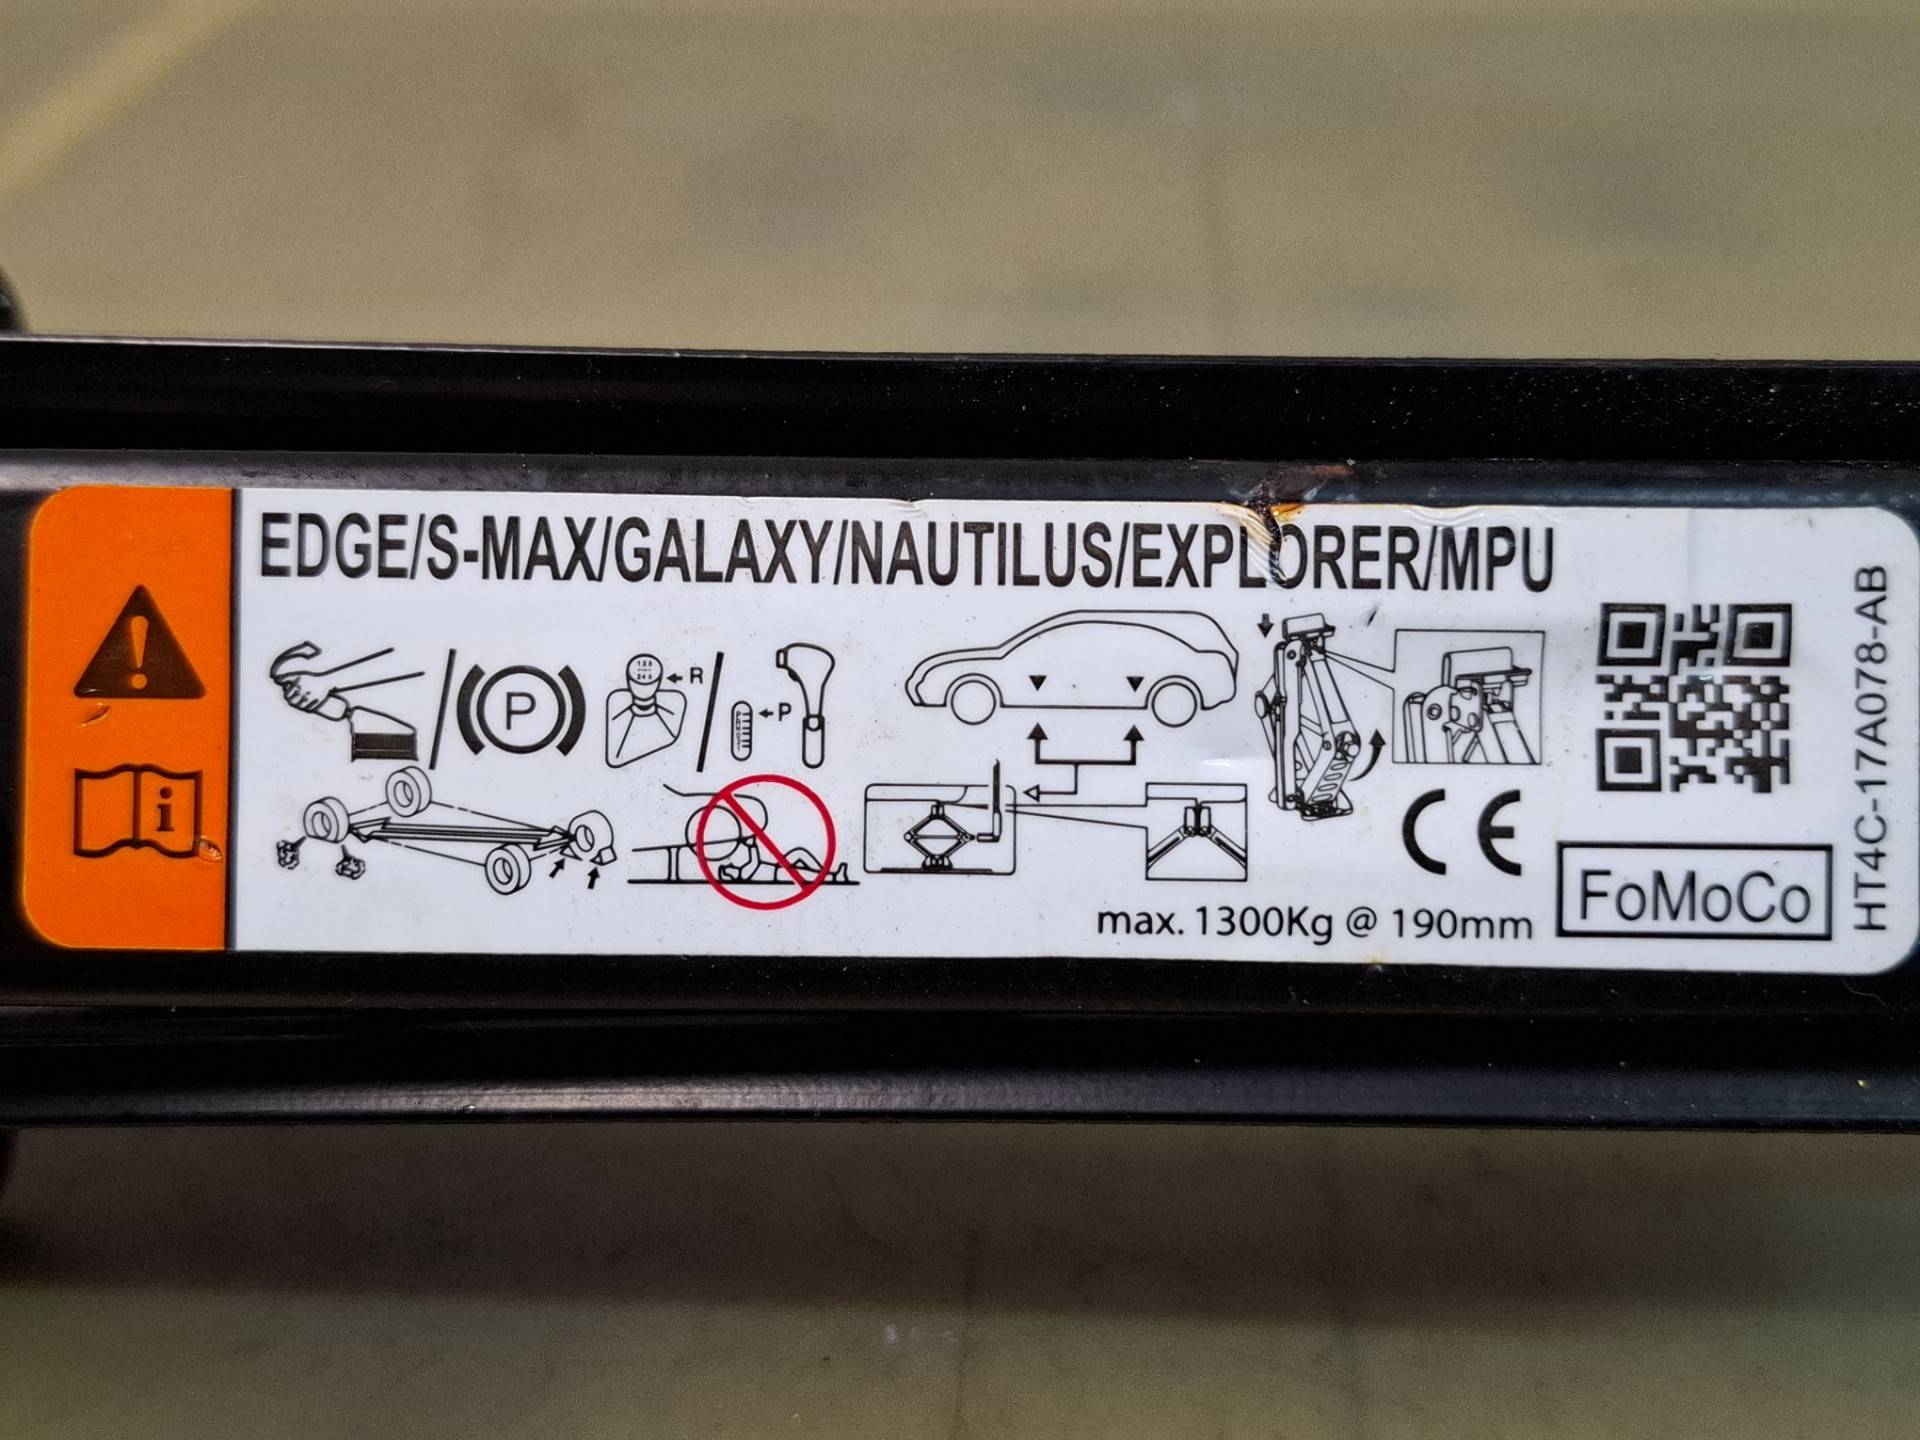 EDGE/S-MAX/GALAXY/NAUTILUS/EXPLORER/MPU
P
R
P
i
CE
max. 1300Kg @ 190mm
FoMoCo
HT4C-17A078-AB